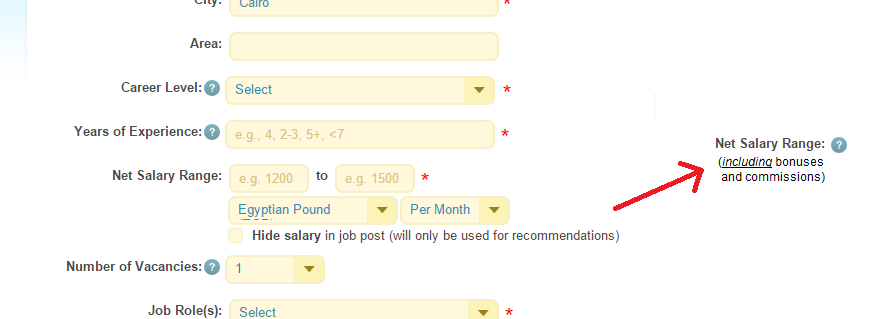 City: Cairo *
Area:
Career Level: ? Select *
Years of Experience: ? e.g., 4, 2-3, 5+, <7 *
Net Salary Range: ?
(including bonuses
and commissions)
Net Salary Range: e.g. 1200 to e.g. 1500 *
Egyptian Pound Per Month
Hide salary in job post (will only be used for recommendations)
Number of Vacancies: ? 1
Job Role(s): Select *